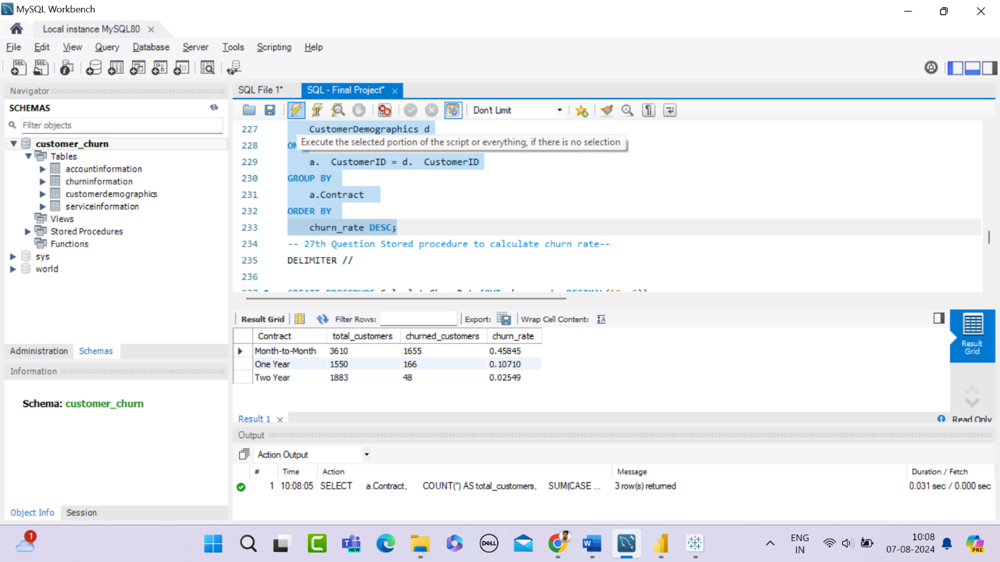 MySQL Workbench
Local instance MySQL80
File Edit View Query Database Server Tools Scripting Help
Navigator
SCHEMAS
Filter objects
customer_churn
Tables
accountinformation
churninformation
customerdemographics
serviceinformation
Views
Stored Procedures
Functions
sys
world
Administration Schemas
Information
Schema: customer_churn
Object Info Session
SQL File 1* SQL - Final Project*
Don't Limit
227 CustomerDemographics d
Execute the selected portion of the script or everything, if there is no selection
228 ON
229 a. CustomerID = d. CustomerID
230 GROUP BY
231 a.Contract
232 ORDER BY
233 churn_rate DESC;
234 -- 27th Question Stored procedure to calculate churn rate--
235 DELIMITER //
236
Result Grid Filter Rows: Export: Wrap Cell Content:
Contract total_customers churned_customers churn_rate
Month-to-Month 3610 1655 0.45845
One Year 1550 166 0.10710
Two Year 1883 48 0.02549
Result Grid
Result 1 Read Only
Output
Action Output
# Time Action Message Duration / Fetch
1 10:08:05 SELECT a.Contract, COUNT(*) AS total_customers, SUM(CASE ... 3 row(s) returned 0.031 sec / 0.000 sec
1
NEW
DELL
ENG
IN
10:08
07-08-2024
PRE